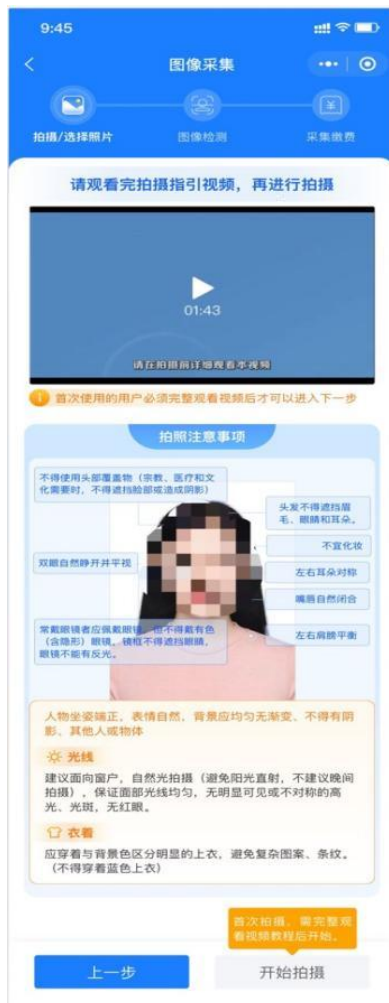 9:45
图像采集
拍摄/选择照片
图像检测
采集缴费
请观看完拍摄指引视频，再进行拍摄
01:43
请在拍摄前详细观看本视频
首次使用的用户必须完整观看视频后才可以进入下一步
拍照注意事项
不得使用头部覆盖物（宗教、医疗和文
化需要时，不得遮挡脸部或造成阴影）
头发不得遮挡眉
毛、眼睛和耳朵。
不宜化妆
双眼自然睁开并平视
左右耳朵对称
嘴唇自然闭合
常戴眼镜者应佩戴眼镜，但不得戴有色
（含隐形）眼镜，镜框不得遮挡眼睛，
眼镜不能有反光。
左右肩膀平衡
人物坐姿端正，表情自然，背景应均匀无渐变、不得有阴
影、其他人或物体
光线
建议面向窗户，自然光拍摄（避免阳光直射，不建议晚间
拍摄），保证面部光线均匀，无明显可见或不对称的高
光、光斑，无红眼。
衣着
应穿着与背景色区分明显的上衣，避免复杂图案、条纹。
（不得穿着蓝色上衣）
首次拍摄，需完整观
看视频教程后开始。
上一步
开始拍摄